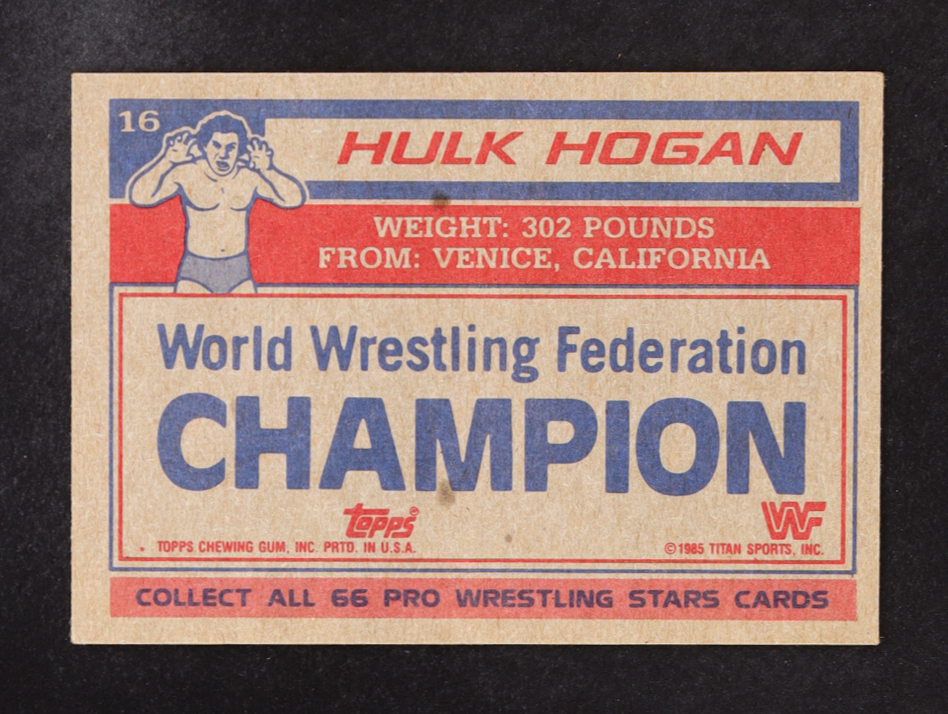 16
HULK HOGAN
WEIGHT: 302 POUNDS
FROM: VENICE, CALIFORNIA
World Wrestling Federation
CHAMPION
topps®
WF
TOPPS CHEWING GUM, INC. PRTD. IN U.S.A.
©1985 TITAN SPORTS, INC.
COLLECT ALL 66 PRO WRESTLING STARS CARDS